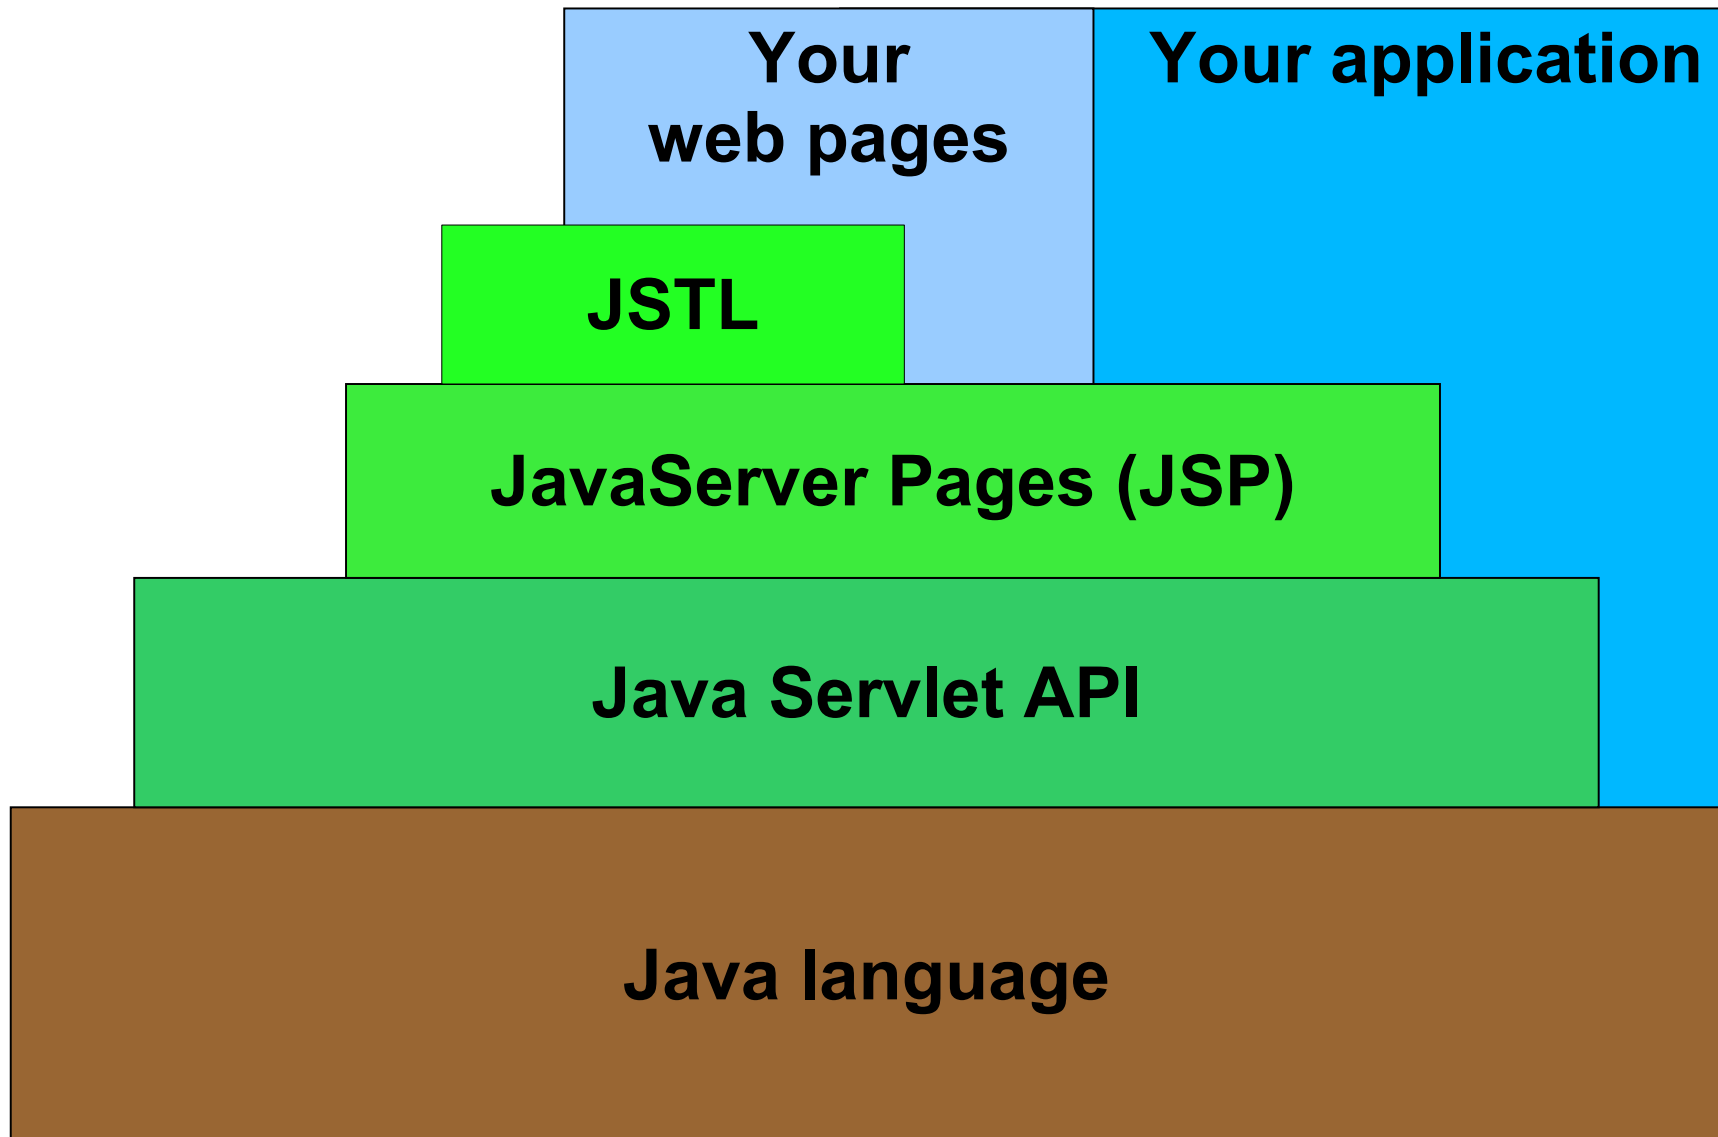 Your
web pages
Your application
JSTL
JavaServer Pages (JSP)
Java Servlet API
Java language